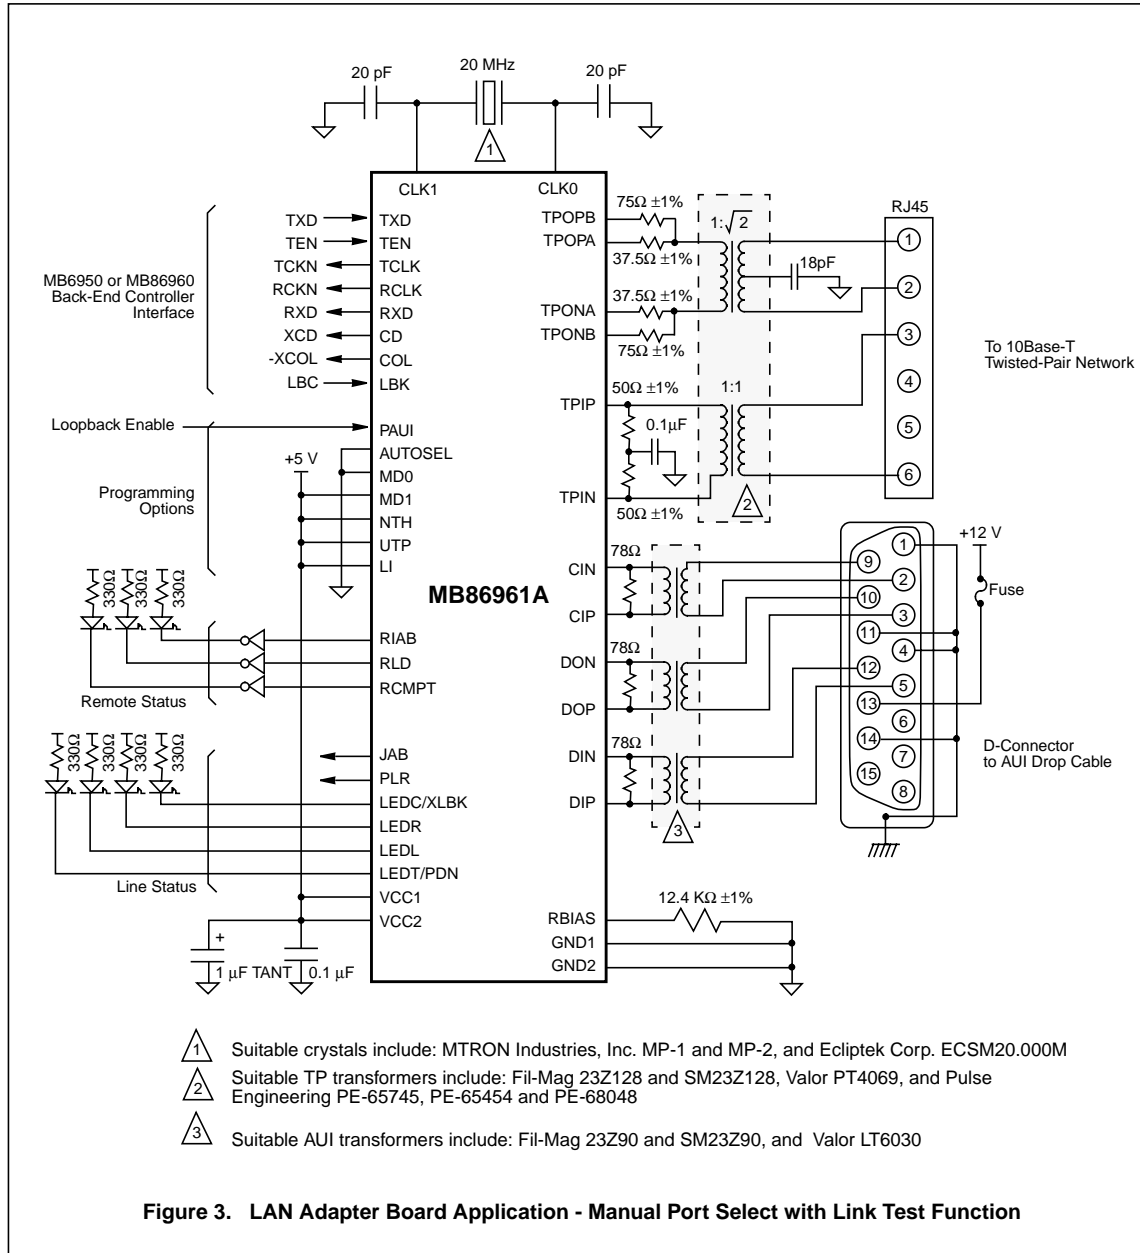 20 pF
20 MHz
20 pF
1
CLK1
CLK0
TXD
TEN
TCKN
RCKN
RXD
XCD
-XCOL
LBC
MB6950 or MB86960
Back-End Controller
Interface
TXD
TEN
TCLK
RCLK
RXD
CD
COL
LBK
Loopback Enable
PAUI
AUTOSEL
MD0
MD1
NTH
UTP
LI
+5 V
Programming
Options
330Ω
330Ω
330Ω
RIAB
RLD
RCMPT
Remote Status
330Ω
330Ω
330Ω
330Ω
JAB
PLR
LEDC/XLBK
LEDR
LEDL
LEDT/PDN
Line Status
VCC1
VCC2
+
1 µF TANT
0.1 µF
MB86961A
TPOPB
TPOPA
TPONA
TPONB
TPIP
TPIN
CIN
CIP
DON
DOP
DIN
DIP
RBIAS
GND1
GND2
75Ω ±1%
37.5Ω ±1%
37.5Ω ±1%
75Ω ±1%
50Ω ±1%
0.1µF
50Ω ±1%
1:√2
18pF
1:1
2
78Ω
78Ω
78Ω
3
12.4 KΩ ±1%
RJ45
1
2
3
4
5
6
To 10Base-T
Twisted-Pair Network
+12 V
Fuse
1
9
2
10
3
11
4
12
5
13
6
14
7
15
8
D-Connector
to AUI Drop Cable
1 Suitable crystals include: MTRON Industries, Inc. MP-1 and MP-2, and Ecliptek Corp. ECSM20.000M
2 Suitable TP transformers include: Fil-Mag 23Z128 and SM23Z128, Valor PT4069, and Pulse
Engineering PE-65745, PE-65454 and PE-68048
3 Suitable AUI transformers include: Fil-Mag 23Z90 and SM23Z90, and Valor LT6030
Figure 3. LAN Adapter Board Application - Manual Port Select with Link Test Function